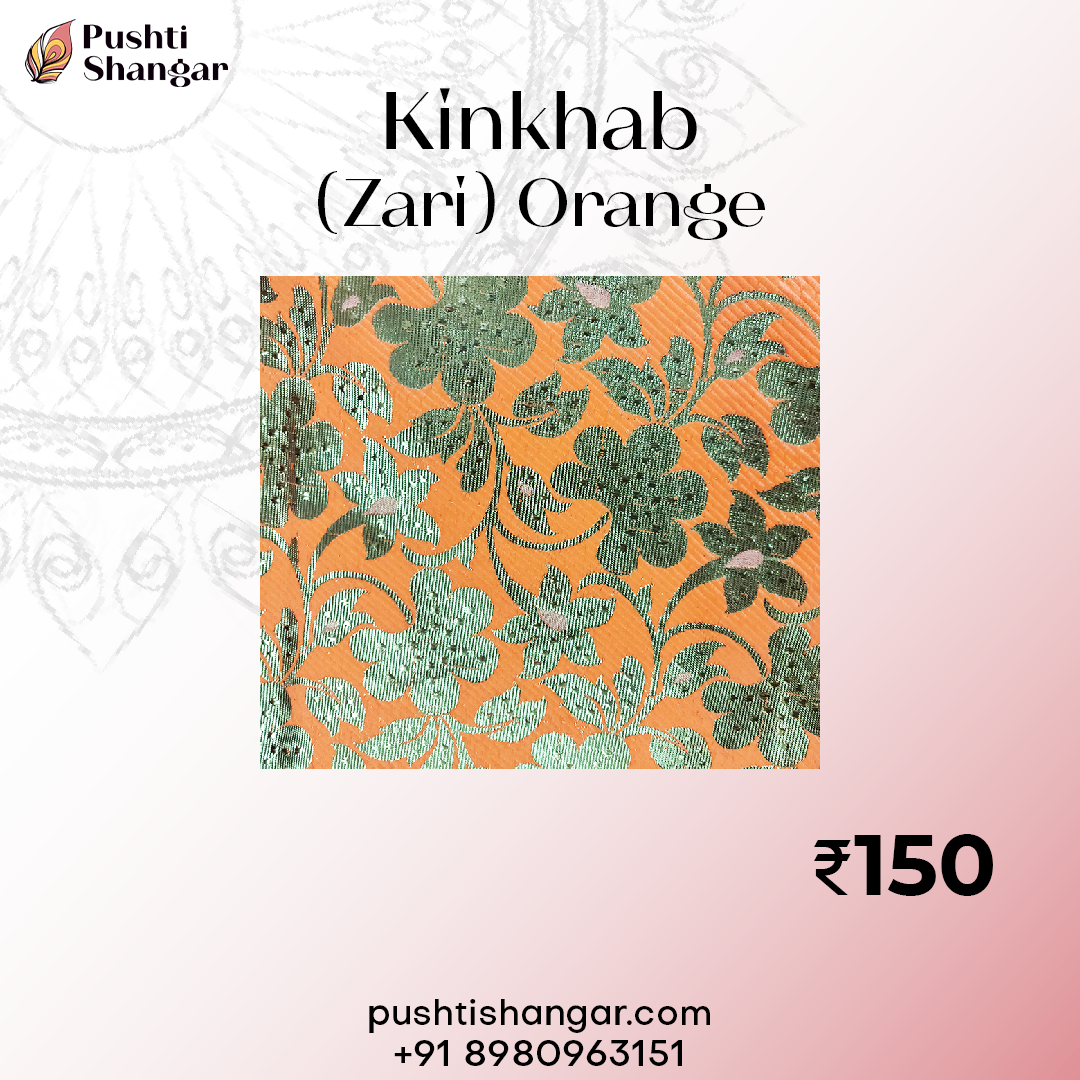 Pushti
Shangar
Kinkhab
(Zari) Orange
₹150
pushtishangar.com
+91 8980963151